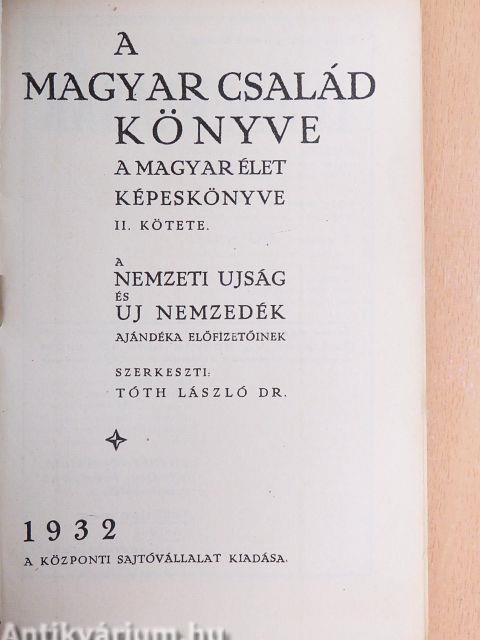 A
MAGYAR CSALÁD
KÖNYVE
A MAGYAR ÉLET
KÉPESKÖNYVE
II. KÖTETE.
A
NEMZETI UJSÁG
ÉS
UJ NEMZEDÉK
AJÁNDÉKA ELŐFIZETŐINEK
SZERKESZTI:
TÓTH LÁSZLÓ DR.
1932
A KÖZPONTI SAJTÓVÁLLALAT KIADÁSA.
Antikvárium.hu